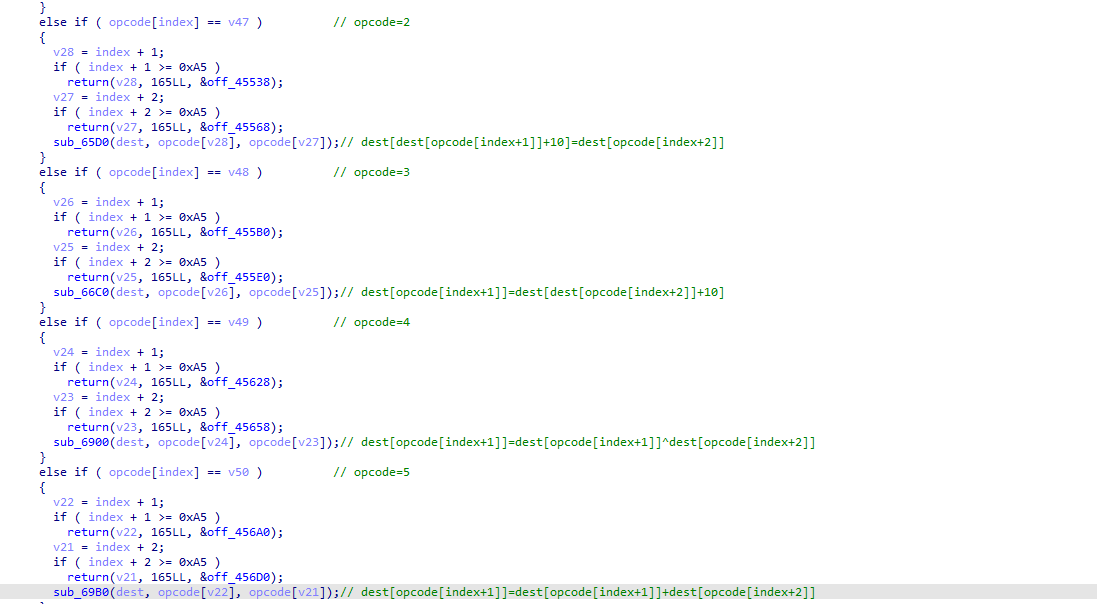 }
else if ( opcode[index] == v47 ) // opcode=2
{
v28 = index + 1;
if ( index + 1 >= 0xA5 )
return(v28, 165LL, &off_45538);
v27 = index + 2;
if ( index + 2 >= 0xA5 )
return(v27, 165LL, &off_45568);
sub_65D0(dest, opcode[v28], opcode[v27]);// dest[dest[opcode[index+1]]+10]=dest[opcode[index+2]]
}
else if ( opcode[index] == v48 ) // opcode=3
{
v26 = index + 1;
if ( index + 1 >= 0xA5 )
return(v26, 165LL, &off_455B0);
v25 = index + 2;
if ( index + 2 >= 0xA5 )
return(v25, 165LL, &off_455E0);
sub_66C0(dest, opcode[v26], opcode[v25]);// dest[opcode[index+1]]=dest[dest[opcode[index+2]]+10]
}
else if ( opcode[index] == v49 ) // opcode=4
{
v24 = index + 1;
if ( index + 1 >= 0xA5 )
return(v24, 165LL, &off_45628);
v23 = index + 2;
if ( index + 2 >= 0xA5 )
return(v23, 165LL, &off_45658);
sub_6900(dest, opcode[v24], opcode[v23]);// dest[opcode[index+1]]=dest[opcode[index+1]]^dest[opcode[index+2]]
}
else if ( opcode[index] == v50 ) // opcode=5
{
v22 = index + 1;
if ( index + 1 >= 0xA5 )
return(v22, 165LL, &off_456A0);
v21 = index + 2;
if ( index + 2 >= 0xA5 )
return(v21, 165LL, &off_456D0);
sub_69B0(dest, opcode[v22], opcode[v21]);// dest[opcode[index+1]]=dest[opcode[index+1]]+dest[opcode[index+2]]